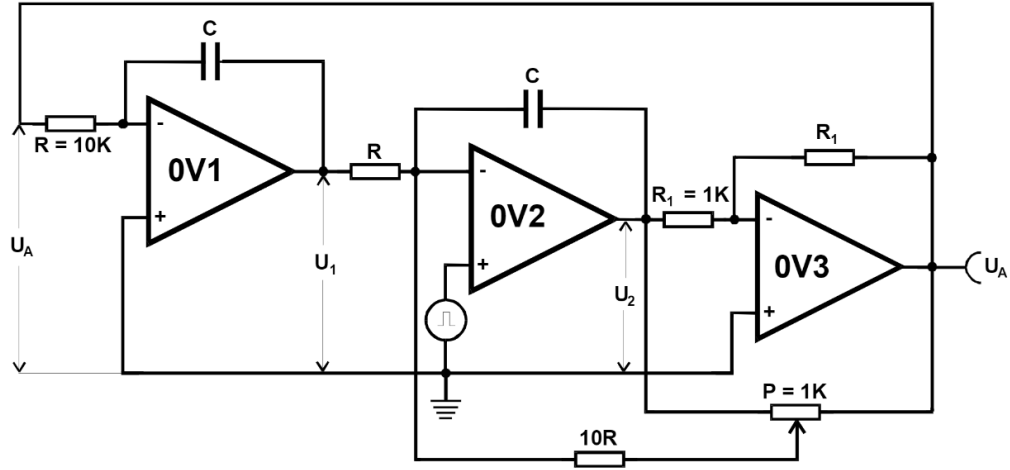 C
-
R = 10K
0V1
+
U_A
U₁
R
C
-
0V2
+
U₂
R₁ = 1K
R₁
-
0V3
+
U_A
P = 1K
10R